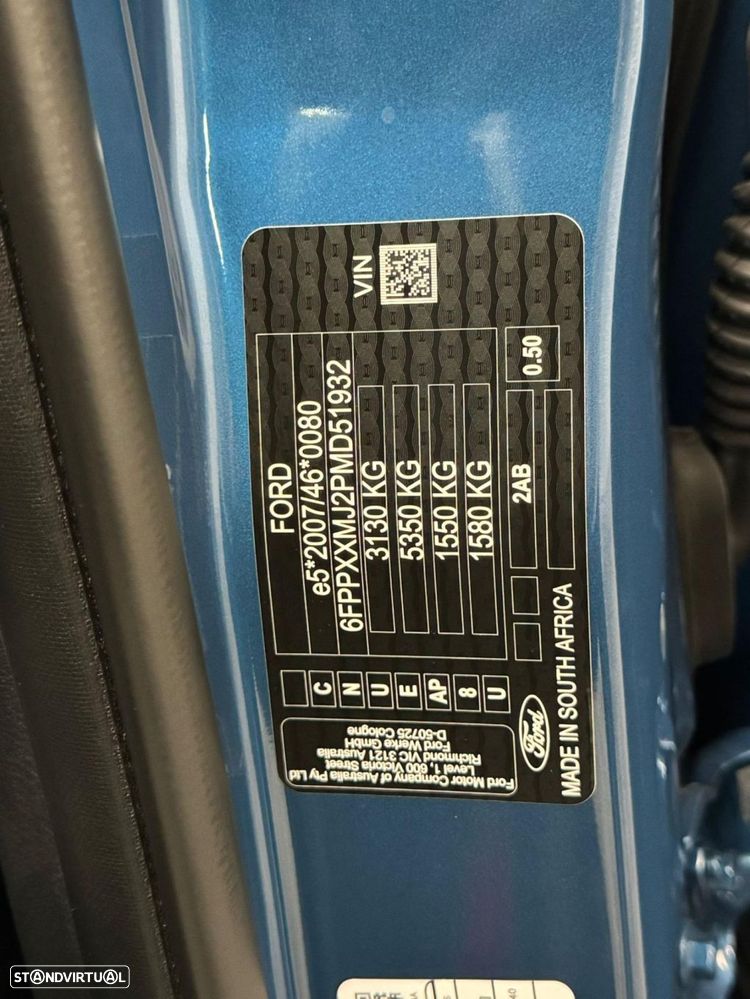 VIN
FORD
e5*2007/46*0080
6FPPXXMJ2PMD51932
3130 KG
5350 KG
1550 KG
1580 KG
2AB
0.50
C
N
U
E
AP
8
U
Ford Motor Company of Australia Pty Ltd
Level 1, 600 Victoria Street
Richmond VIC 3121 Australia
Ford Werke GmbH
D-50725 Cologne
Ford
MADE IN SOUTH AFRICA
STANDVIRTUAL